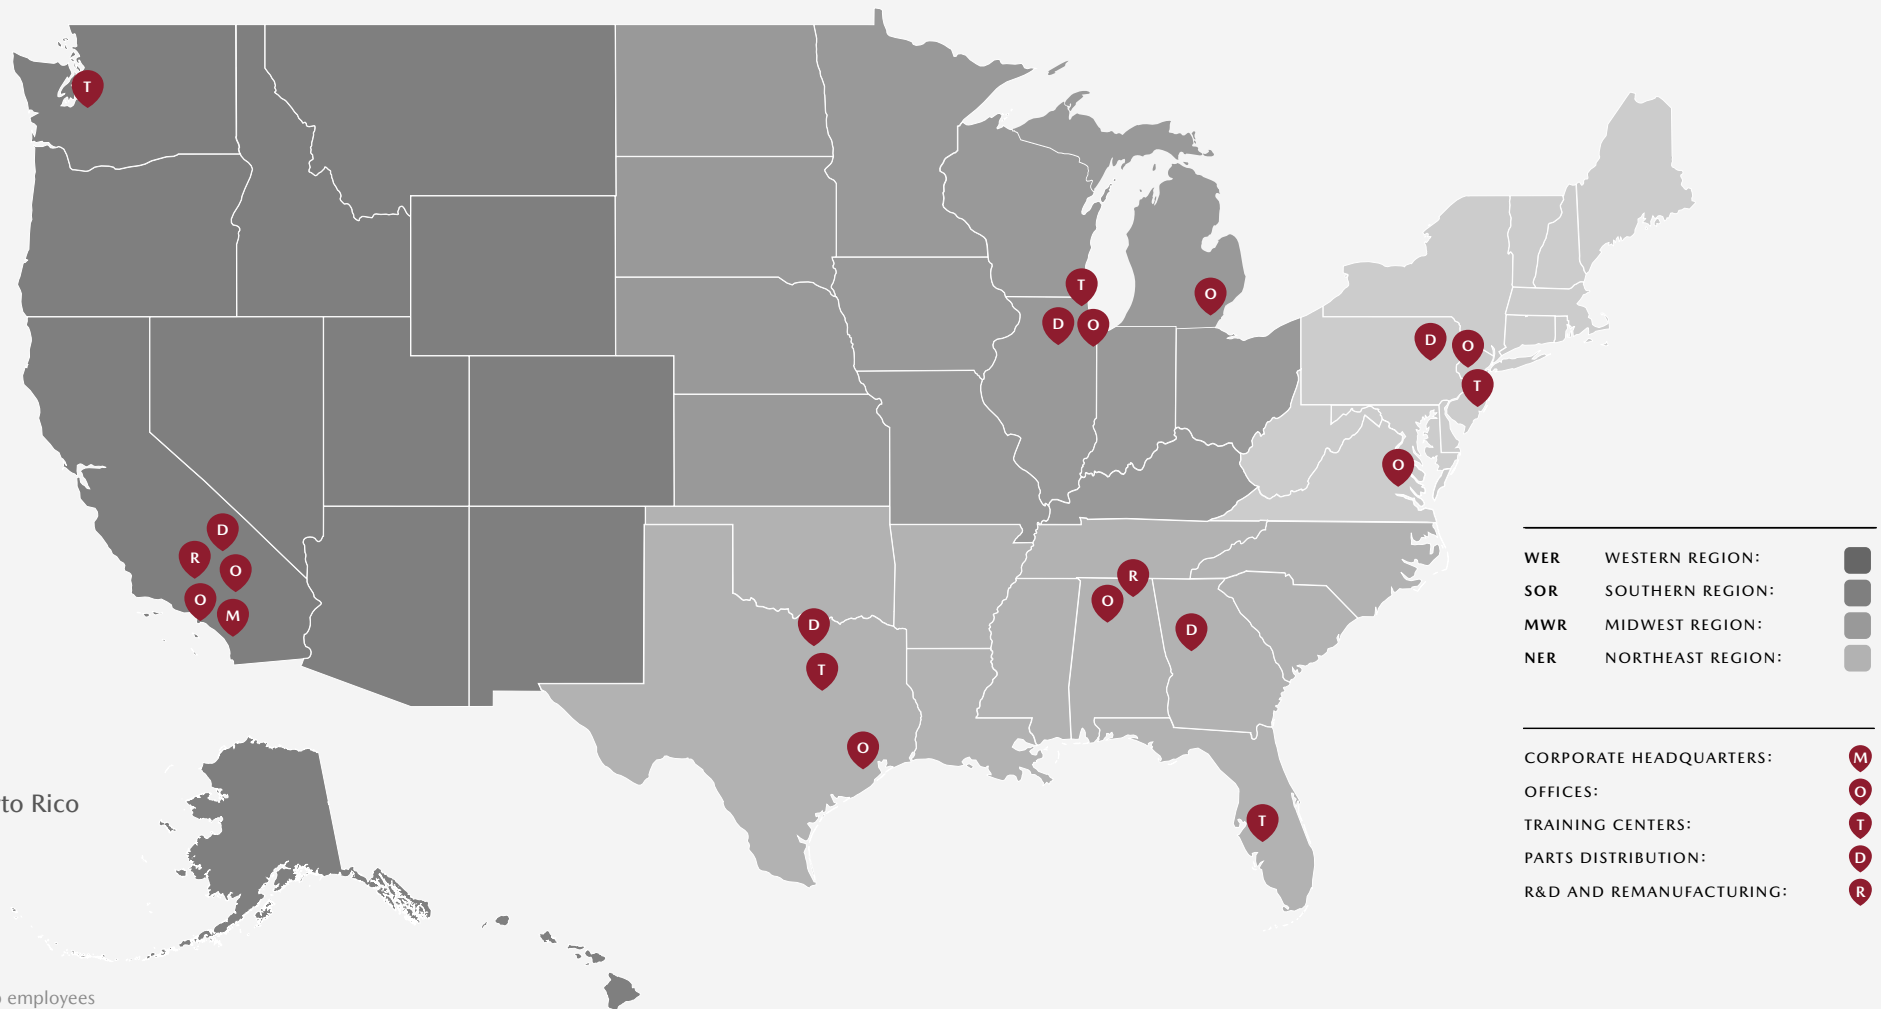 T
T
O
D
O
D
O
T
O
D
R
O
O
M
R
O
D
D
T
O
T
WER WESTERN REGION:
SOR SOUTHERN REGION:
MWR MIDWEST REGION:
NER NORTHEAST REGION:
CORPORATE HEADQUARTERS: M
OFFICES: O
TRAINING CENTERS: T
PARTS DISTRIBUTION: D
R&D AND REMANUFACTURING: R
to Rico
employees